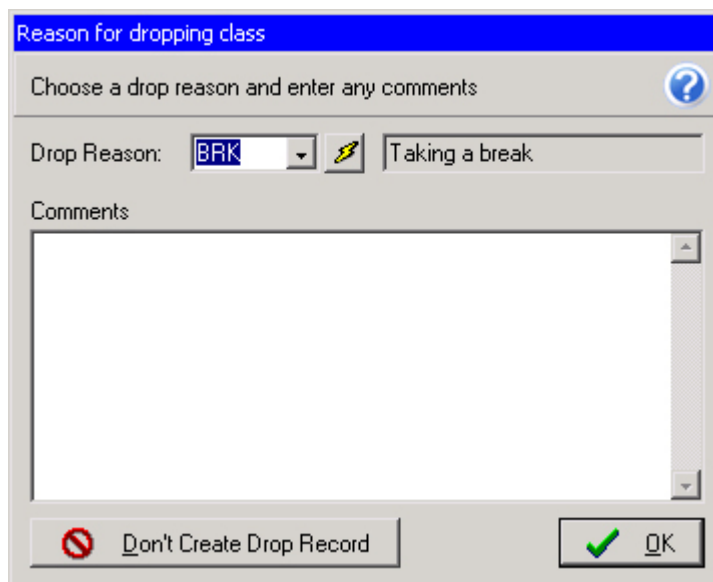 Reason for dropping class
Choose a drop reason and enter any comments
Drop Reason: BRK Taking a break
Comments
Don't Create Drop Record OK